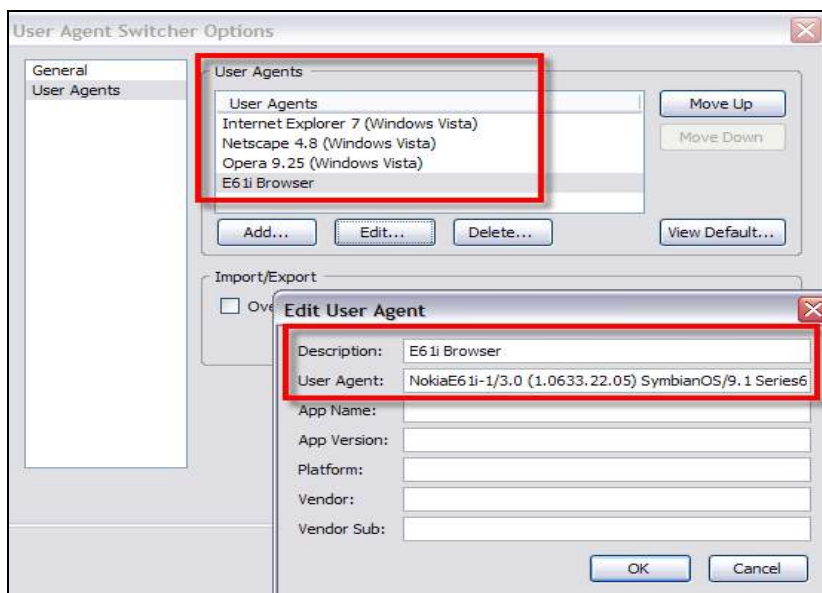 User Agent Switcher Options
General
User Agents
User Agents
User Agents
Internet Explorer 7 (Windows Vista)
Netscape 4.8 (Windows Vista)
Opera 9.25 (Windows Vista)
E61i Browser
Move Up
Move Down
Add...
Edit...
Delete...
View Default...
Import/Export
Edit User Agent
Description:
E61i Browser
User Agent:
NokiaE61i-1/3.0 (1.0633.22.05) SymbianOS/9.1 Series6
App Name:
App Version:
Platform:
Vendor:
Vendor Sub:
OK
Cancel